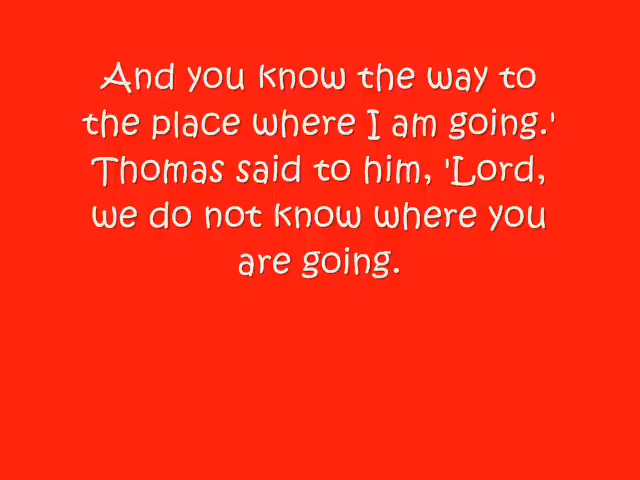 And you know the way to
the place where I am going.'
Thomas said to him, 'Lord,
we do not know where you
are going.